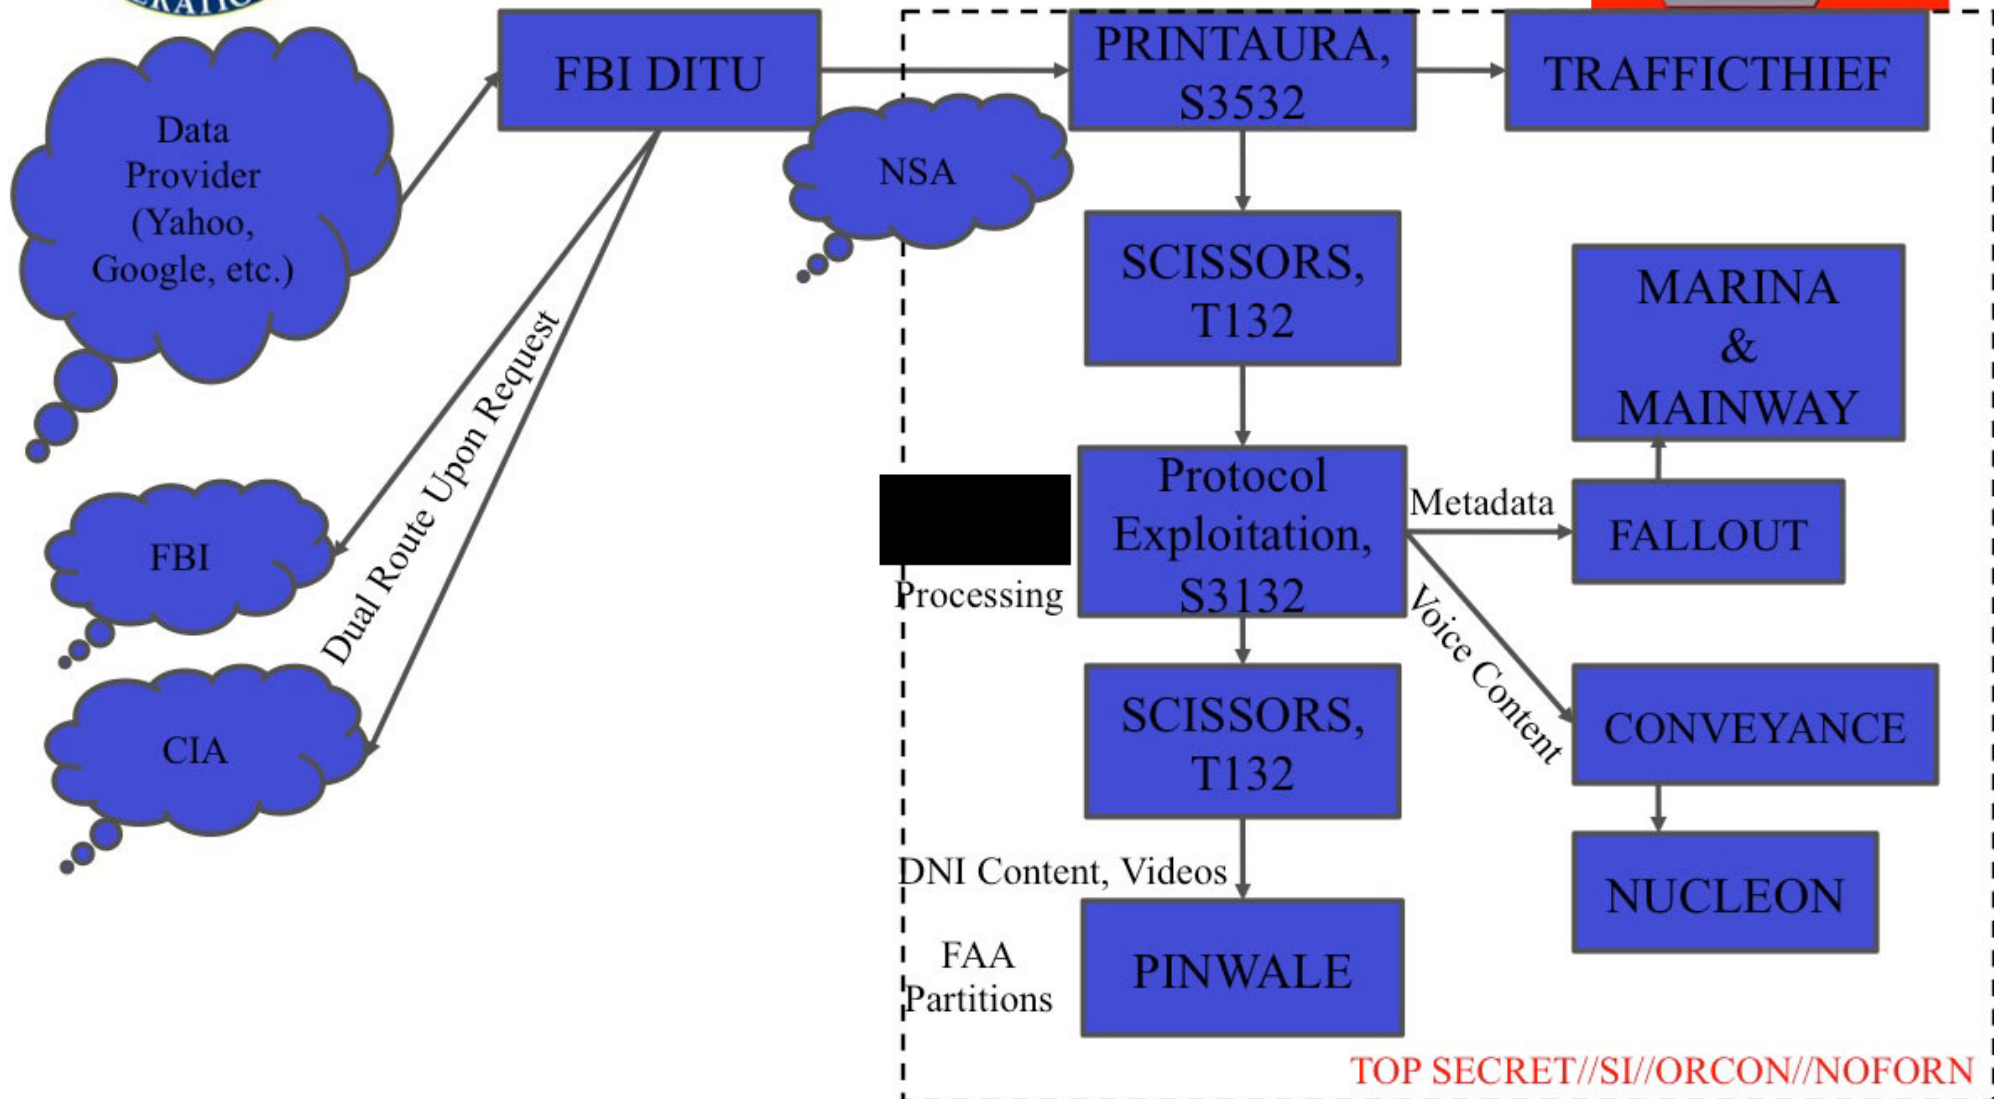 ERATIO
Data
Provider
(Yahoo,
Google, etc.)
FBI DITU
PRINTAURA,
S3532
TRAFFICTHIEF
NSA
SCISSORS,
T132
MARINA
&
MAINWAY
Dual Route Upon Request
FBI
CIA
Processing
Protocol
Exploitation,
S3132
Metadata
FALLOUT
Voice Content
SCISSORS,
T132
CONVEYANCE
NUCLEON
DNI Content, Videos
FAA
Partitions
PINWALE
TOP SECRET//SI//ORCON//NOFORN